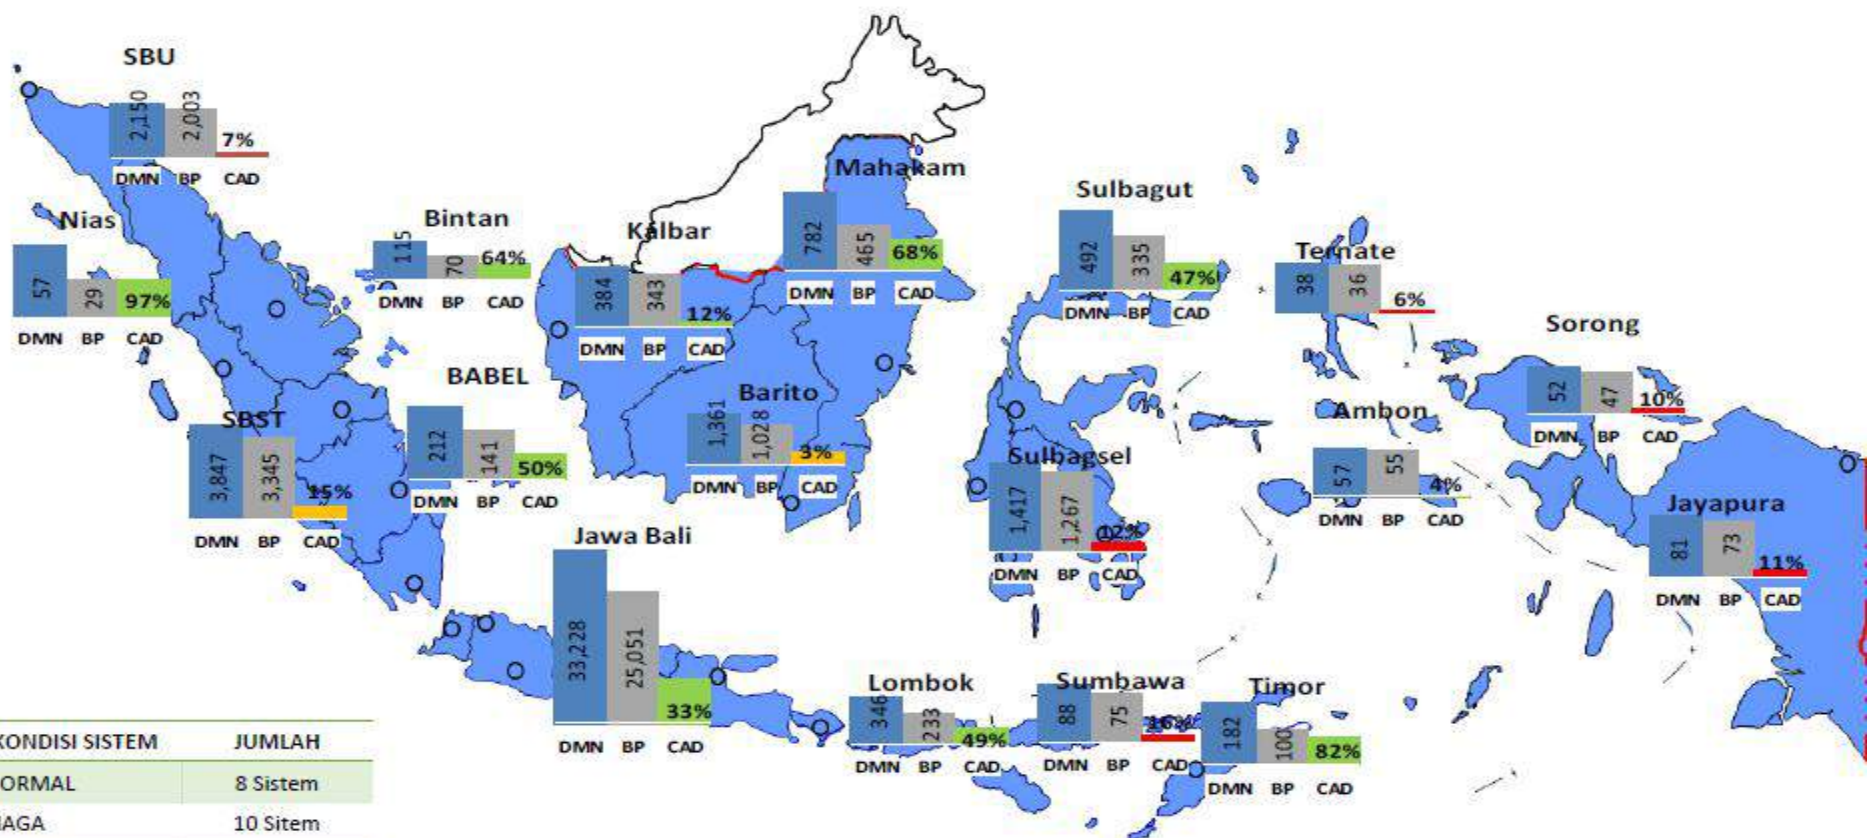 SBU
2,150 2,003 7%
DMN BP CAD
Nias
57 29 97%
DMN BP CAD
Bintan
115 70 64%
DMN BP CAD
Kalbar
384 343 12%
DMN BP CAD
Mahakam
782 465 68%
DMN BP CAD
Sulbagut
492 335 47%
DMN BP CAD
Ternate
38 36 6%
Sorong
52 47 10%
DMN BP CAD
SBST
3,847 3,345 15%
DMN BP CAD
BABEL
212 141 50%
DMN BP CAD
Barito
1,361 1,028 3%
DMN BP CAD
Sulbagsel
1,417 1,267 12%
DMN BP CAD
Ambon
57 55 4%
DMN BP CAD
Jayapura
81 73 11%
DMN BP CAD
Jawa Bali
33,228 25,051 33%
DMN BP CAD
Lombok
346 233 49%
DMN BP CAD
Sumbawa
88 75 16%
DMN BP CAD
Timor
182 100 82%
DMN BP CAD
KONDISI SISTEM JUMLAH
ORMAL 8 Sistem
IAGA 10 Sitem